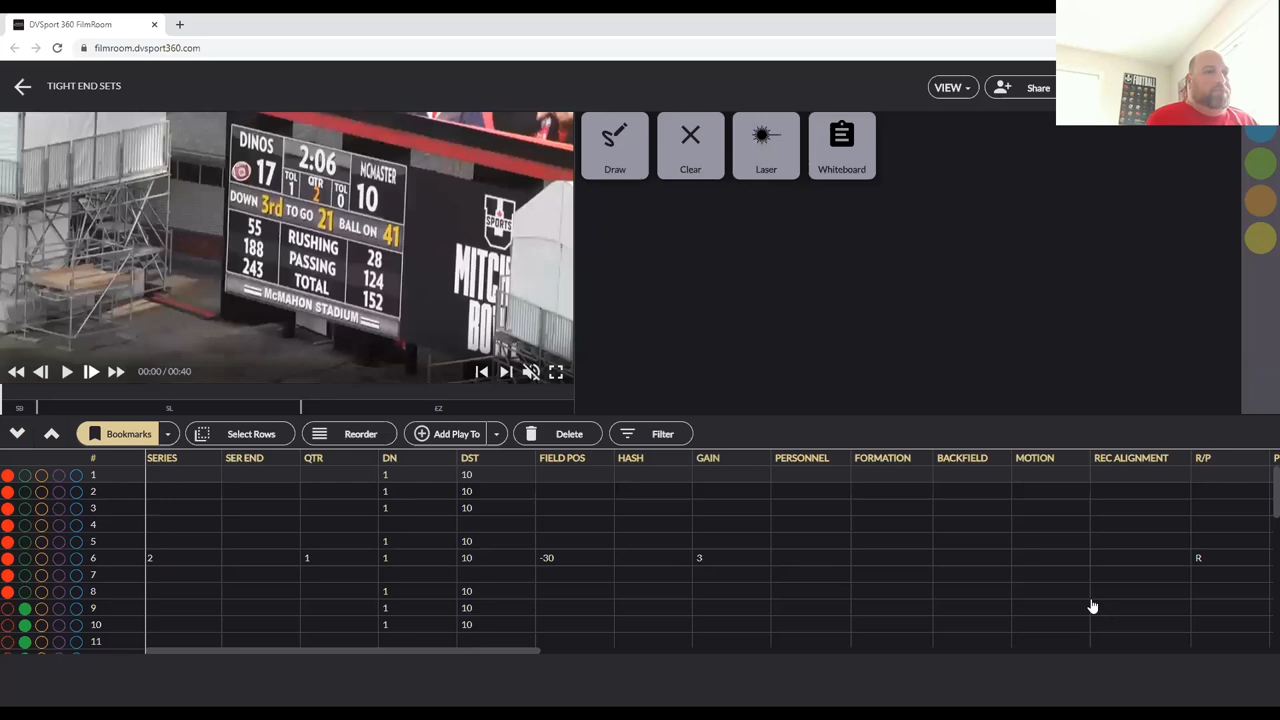 DVSport 360 FilmRoom
filmroom.dvsport360.com
TIGHT END SETS
VIEW
Share
FOOTBALL
DINOS 2:06 MCMASTER
17 TOL 1 QTR 2 TOL 0 10
DOWN 3rd TO GO 21 BALL ON 41
55 RUSHING 28
188 PASSING 124
243 TOTAL 152
McMAHON STADIUM
U
SPORTS
MITCH
BO
Draw
Clear
Laser
Whiteboard
00:00 / 00:40
SB SL EZ
Bookmarks Select Rows Reorder Add Play To Delete Filter
# SERIES SER END QTR DN DST FIELD POS HASH GAIN PERSONNEL FORMATION BACKFIELD MOTION REC ALIGNMENT R/P P
1 1 10
2 1 10
3 1 10
4
5 1 10
6 2 1 1 10 -30 3 R
7
8 1 10
9 1 10
10 1 10
11